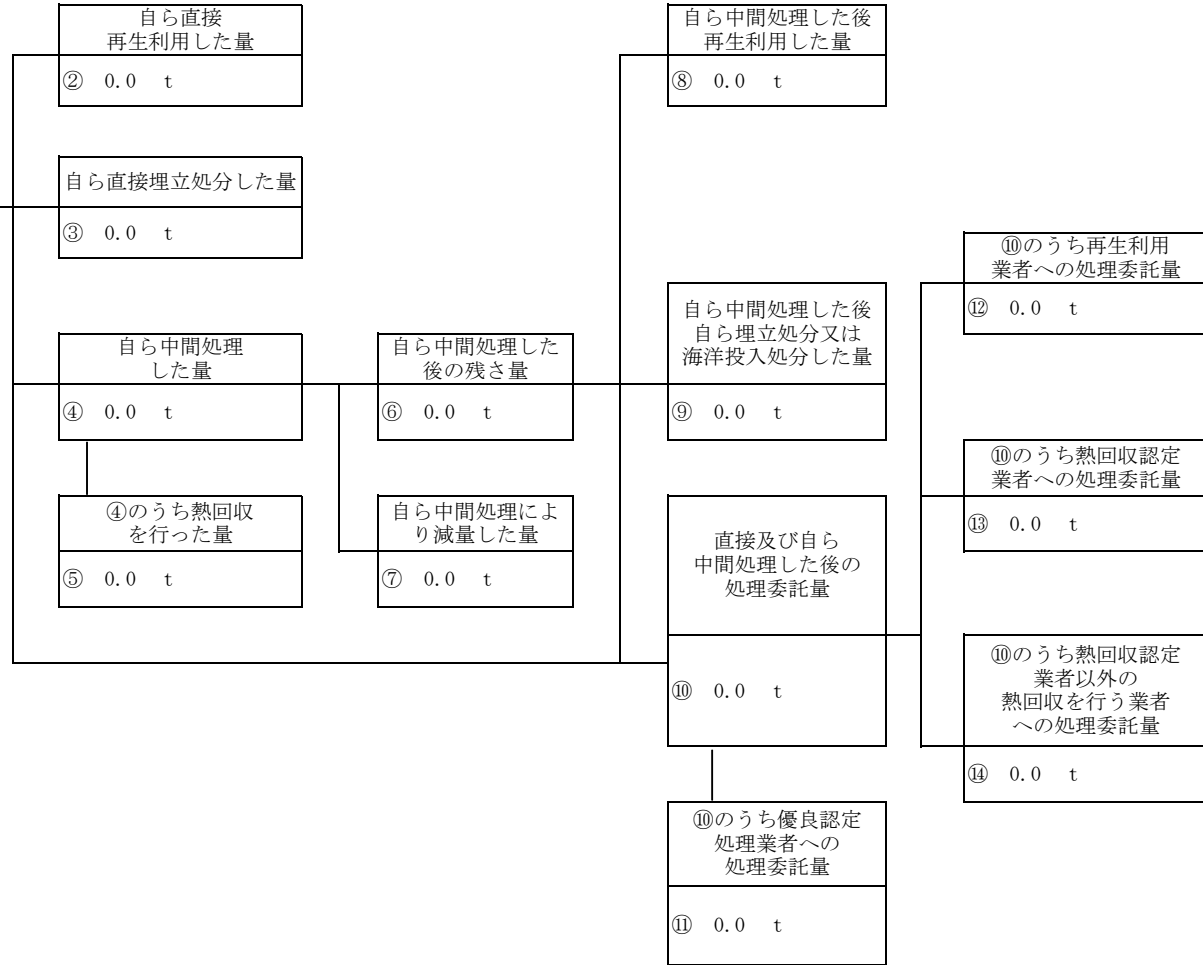 自ら直接
再生利用した量
② 0.0 t
自ら直接埋立処分した量
③ 0.0 t
自ら中間処理
した量
④ 0.0 t
④のうち熱回収
を行った量
⑤ 0.0 t
自ら中間処理した
後の残さ量
⑥ 0.0 t
自ら中間処理によ
り減量した量
⑦ 0.0 t
自ら中間処理した後
再生利用した量
⑧ 0.0 t
自ら中間処理した後
自ら埋立処分又は
海洋投入処分した量
⑨ 0.0 t
直接及び自ら
中間処理した後の
処理委託量
⑩ 0.0 t
⑩のうち優良認定
処理業者への
処理委託量
⑪ 0.0 t
⑩のうち再生利用
業者への処理委託量
⑫ 0.0 t
⑩のうち熱回収認定
業者への処理委託量
⑬ 0.0 t
⑩のうち熱回収認定
業者以外の
熱回収を行う業者
への処理委託量
⑭ 0.0 t